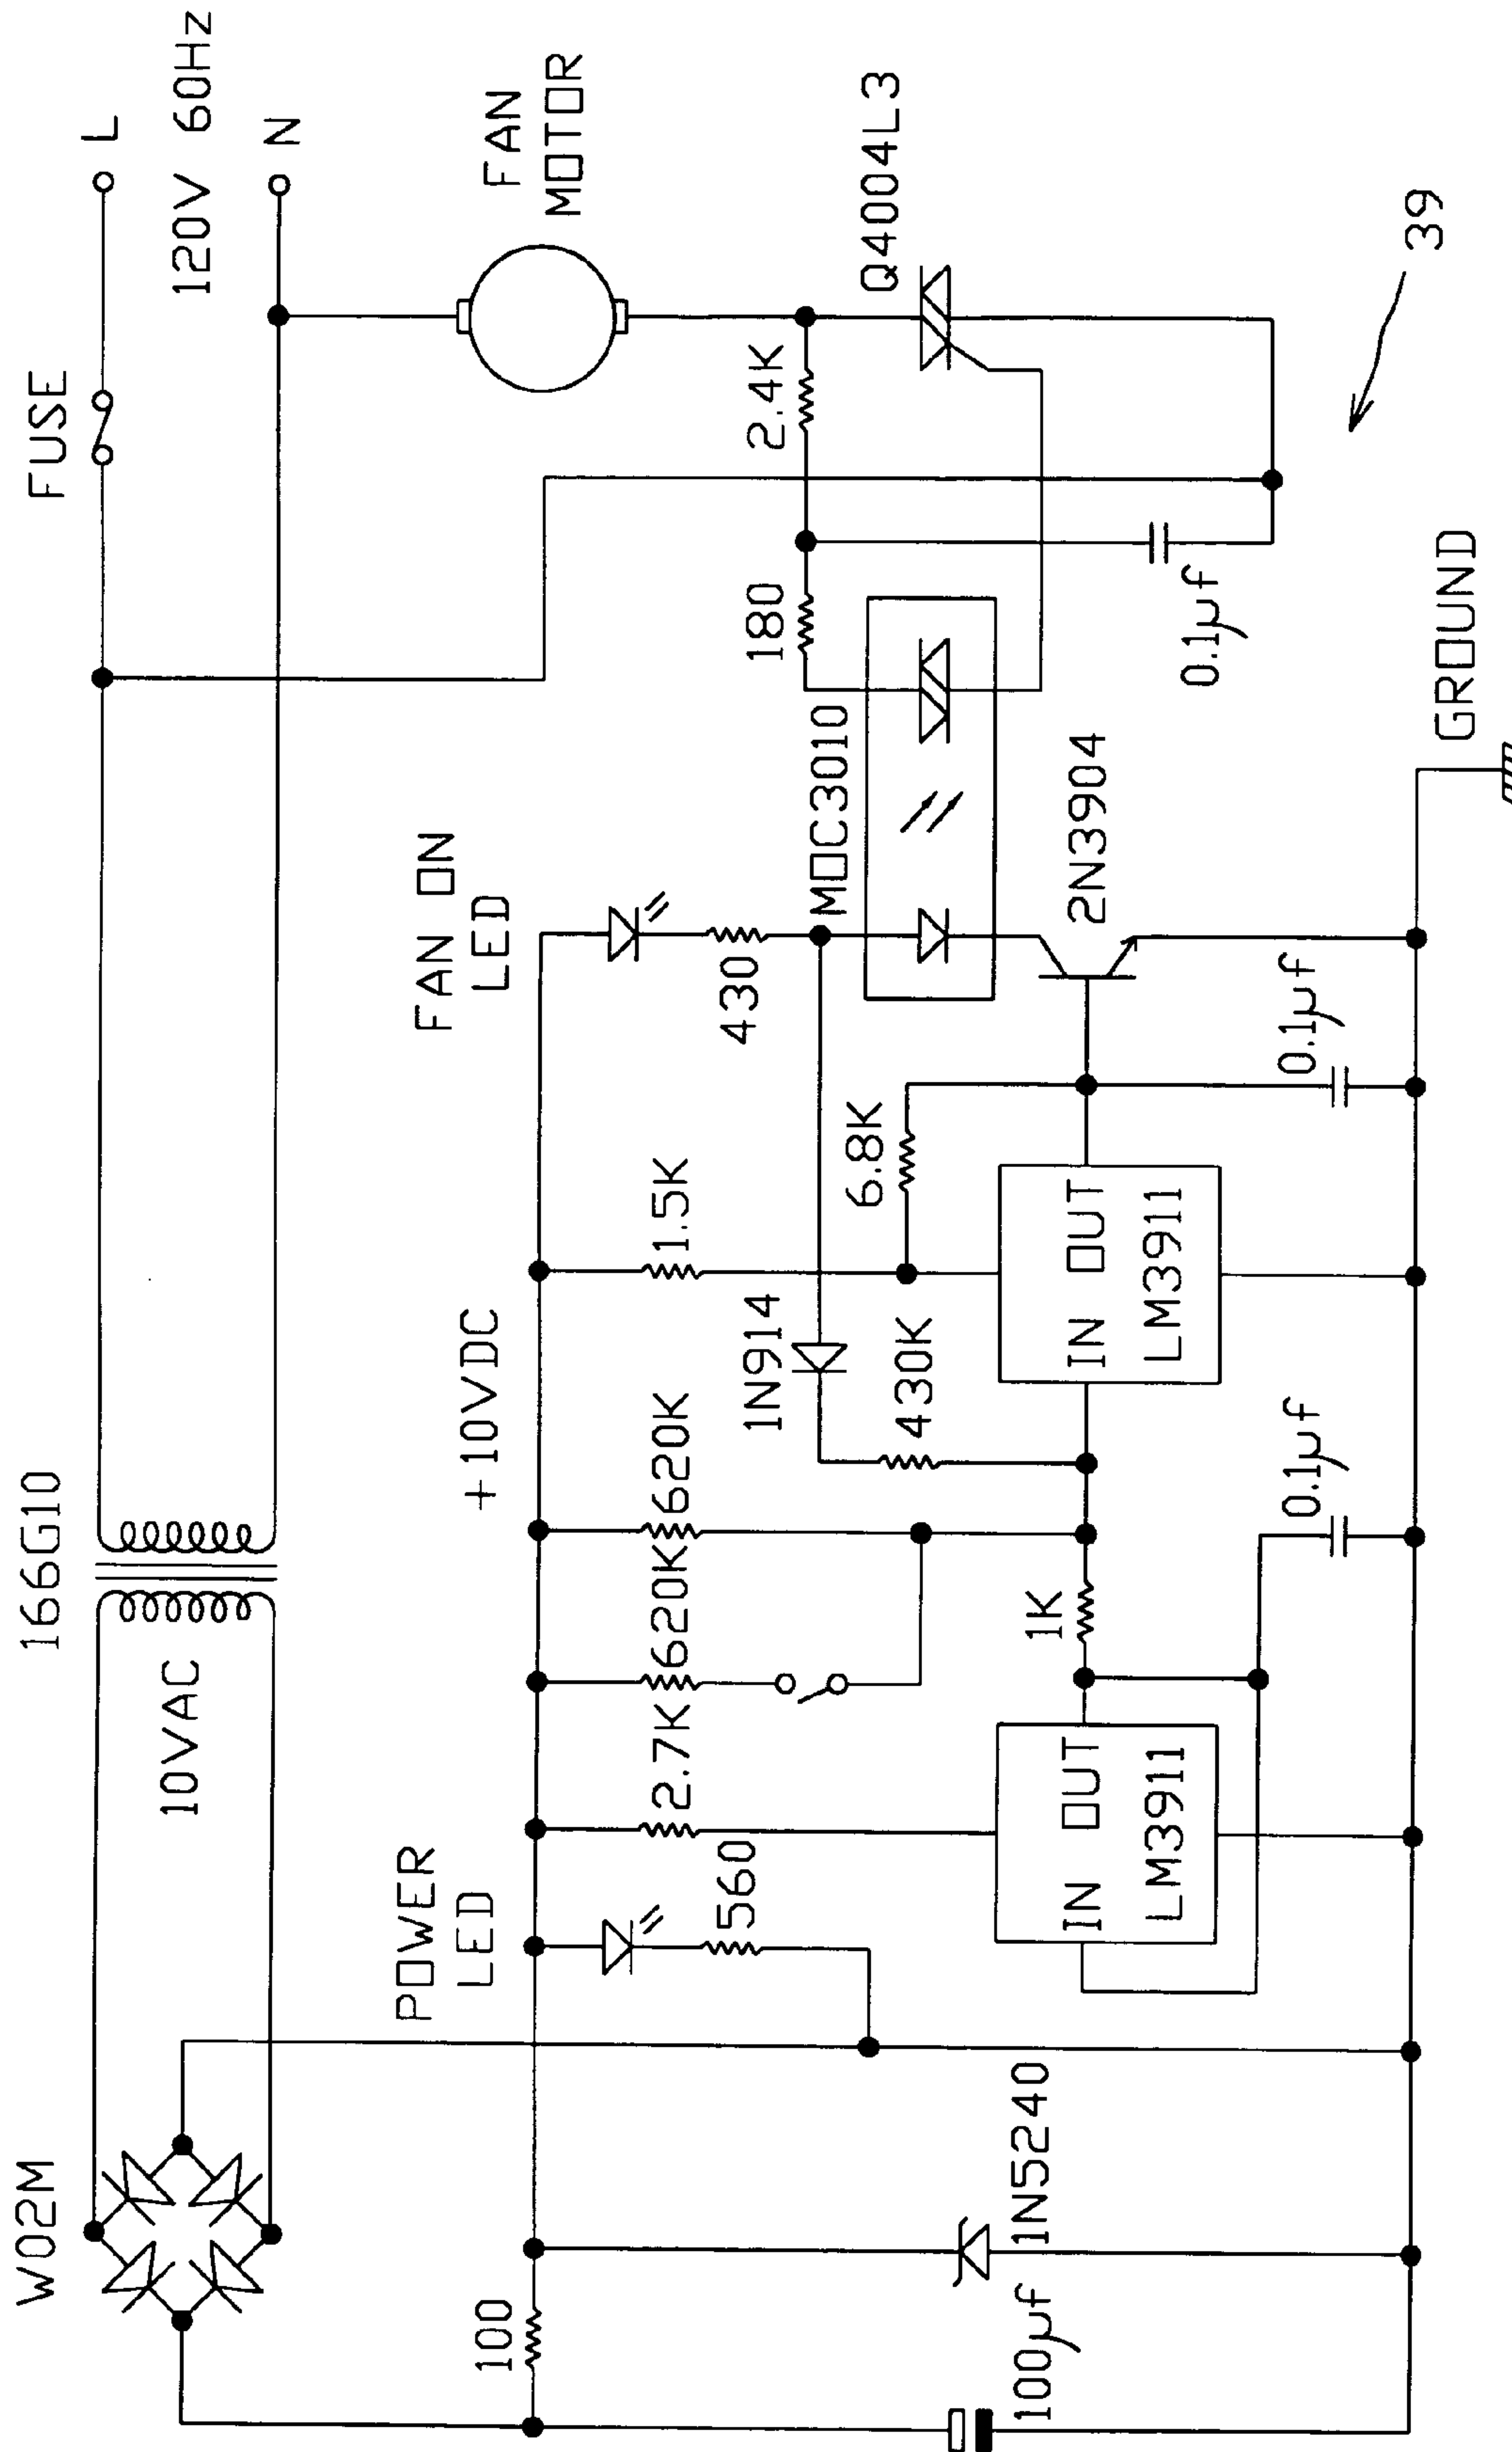 166G10
FUSE
L
120V 60Hz
N
W02M
10VAC
POWER
LED
+10VDC
FAN ON
LED
FAN
MOTOR
100
560
2.7K
620K
620K
1.5K
430
180
2.4K
1N914
430K
6.8K
MOC3010
Q4004L3
1K
IN OUT
LM3911
IN OUT
LM3911
2N3904
1N5240
100µf
0.1µf
0.1µf
0.1µf
GROUND
39